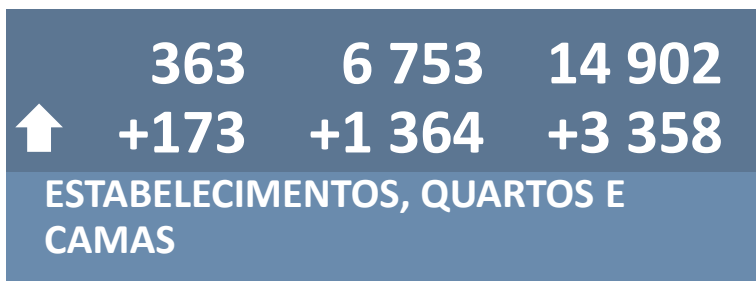 363 6 753 14 902
+173 +1 364 +3 358
ESTABELECIMENTOS, QUARTOS E
CAMAS